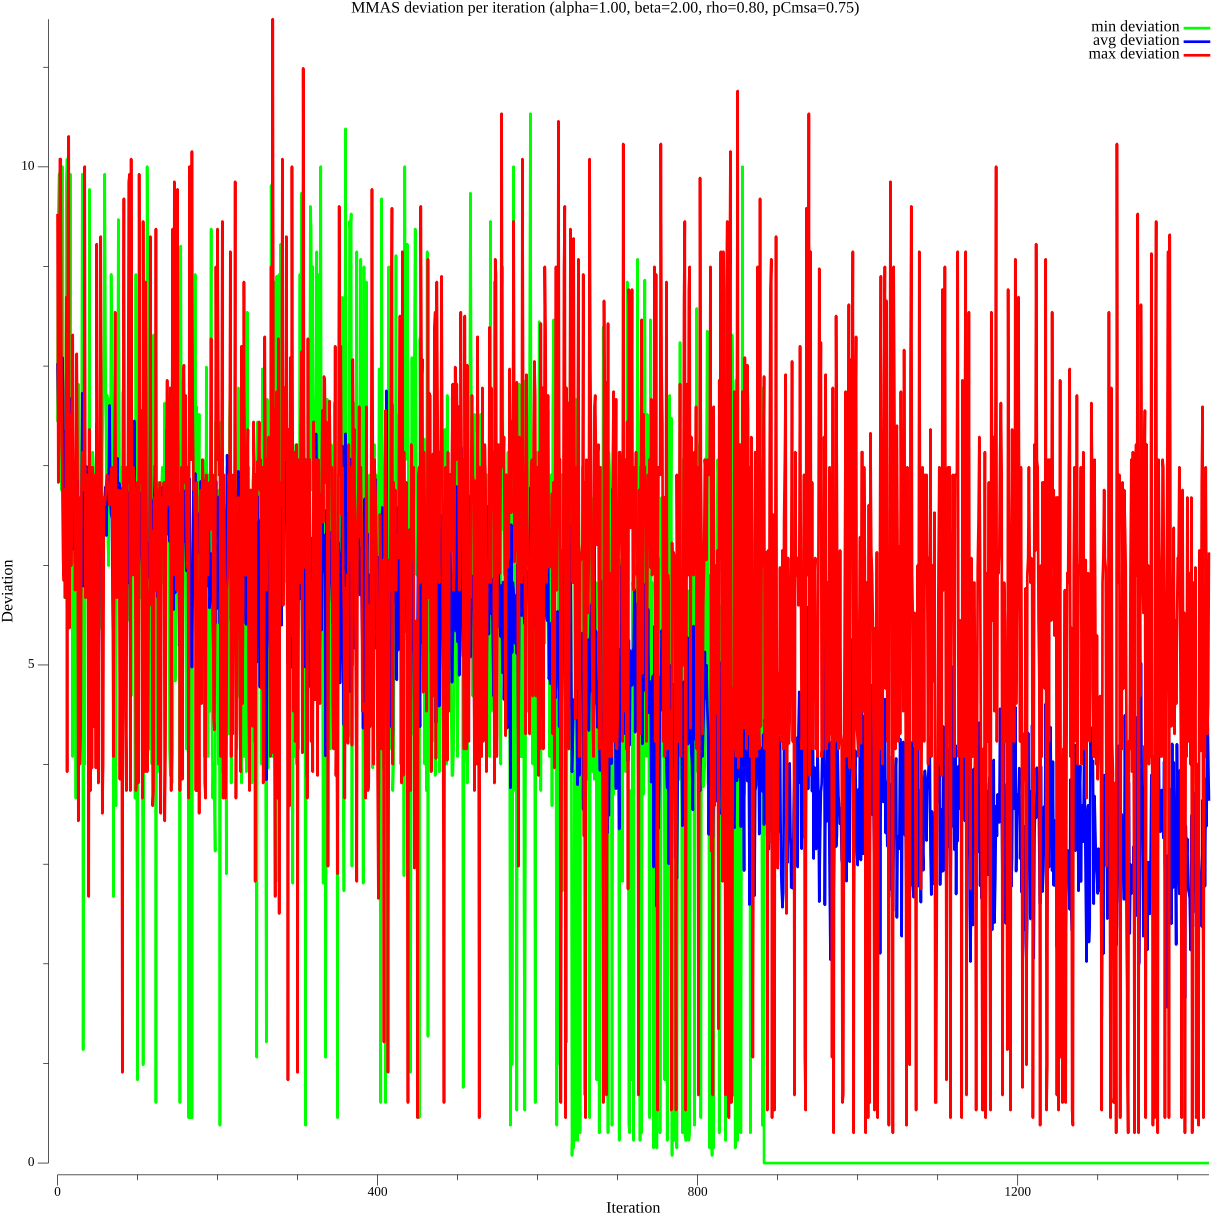 MMAS deviation per iteration (alpha=1.00, beta=2.00, rho=0.80, pCmsa=0.75)
min deviation
avg deviation
max deviation
10
5
0
Deviation
0
400
800
1200
Iteration